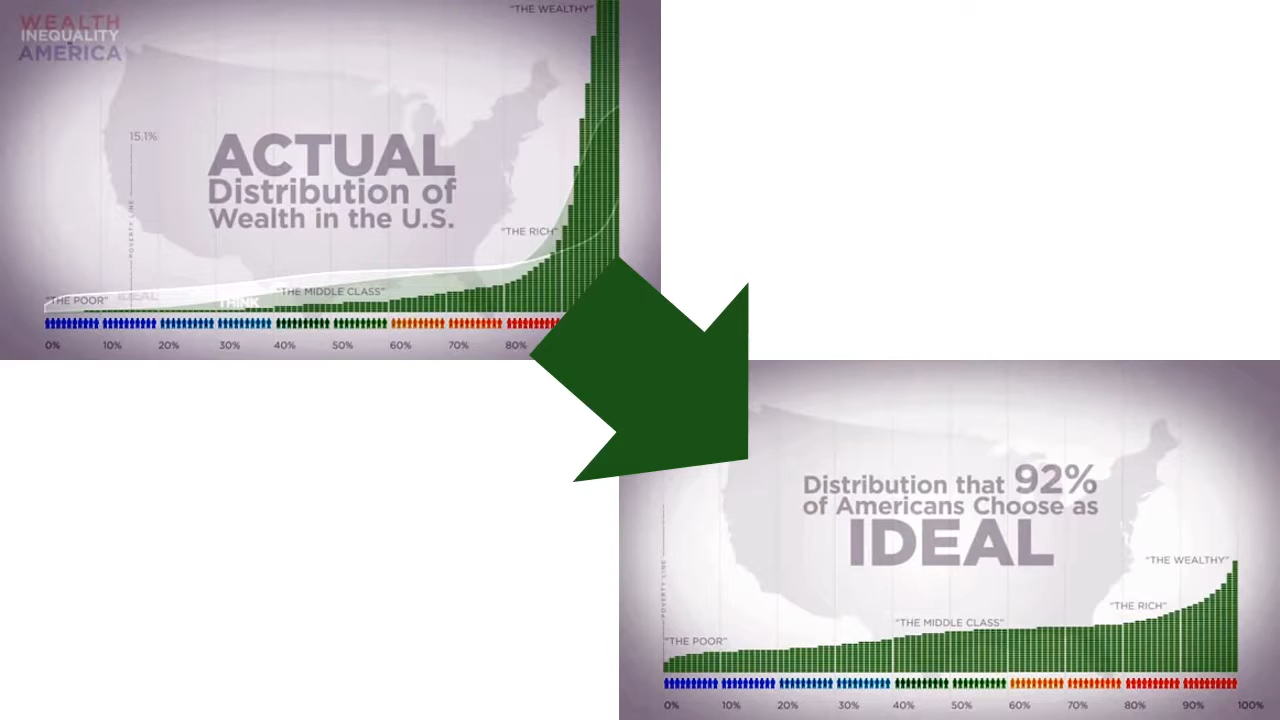 "THE WEALTHY"
WEALTH
INEQUALITY
AMERICA
15.1%
ACTUAL
Distribution of
Wealth in the U.S.
POVERTY LINE
"THE RICH"
"THE POOR"
IDEAL
THINK
"THE MIDDLE CLASS"
0% 10% 20% 30% 40% 50% 60% 70% 80%
Distribution that 92%
of Americans Choose as
IDEAL
POVERTY LINE
"THE WEALTHY"
"THE RICH"
"THE MIDDLE CLASS"
"THE POOR"
0% 10% 20% 30% 40% 50% 60% 70% 80% 90% 100%